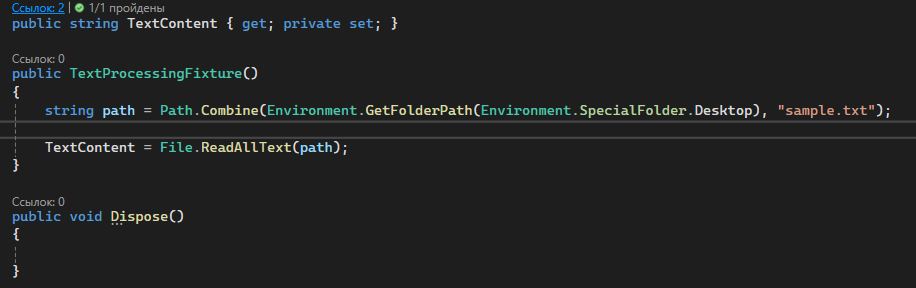 Ссылок: 2 | 1/1 пройдены
public string TextContent { get; private set; }
Ссылок: 0
public TextProcessingFixture()
{
string path = Path.Combine(Environment.GetFolderPath(Environment.SpecialFolder.Desktop), "sample.txt");
TextContent = File.ReadAllText(path);
}
Ссылок: 0
public void Dispose()
{
}